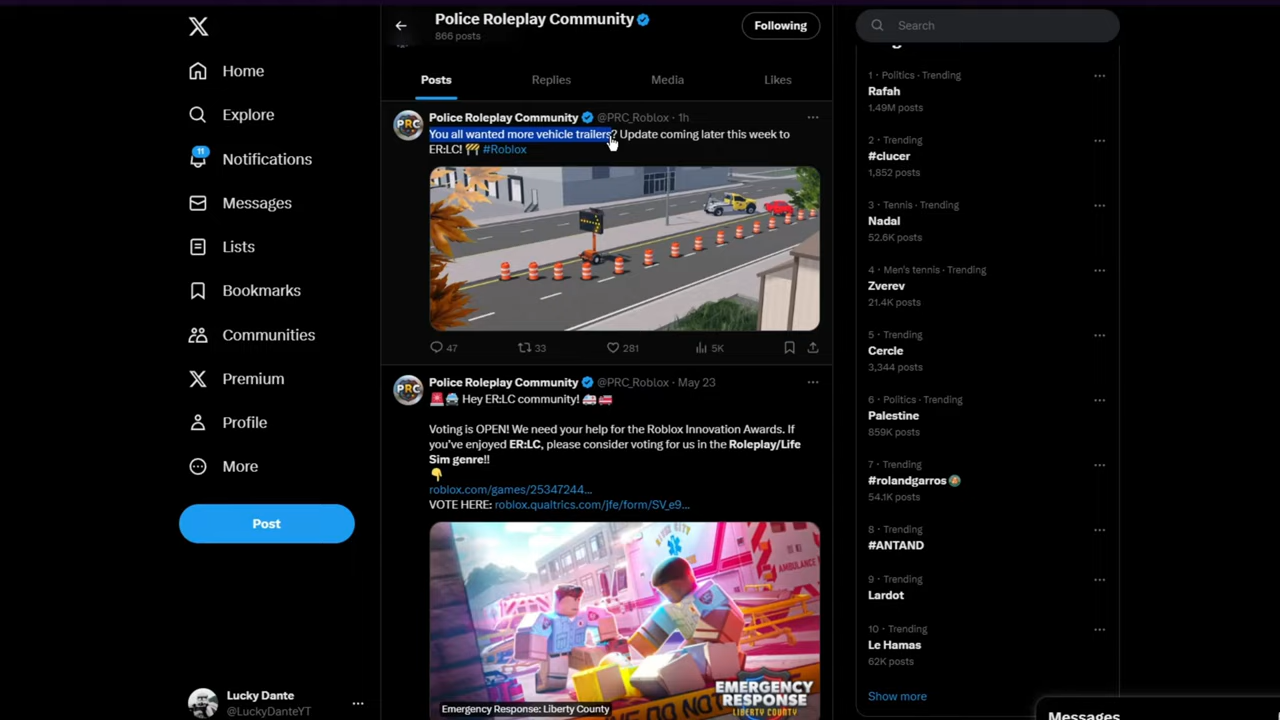 Home
Explore
11
Notifications
Messages
Lists
Bookmarks
Communities
Premium
Profile
More
Post
Lucky Dante
@LuckyDanteYT
Police Roleplay Community
866 posts
Following
Posts
Replies
Media
Likes
PRC
Police Roleplay Community @PRC_Roblox · 1h
You all wanted more vehicle trailers? Update coming later this week to
ER:LC! 🚧 #Roblox
47
33
281
5K
PRC
Police Roleplay Community @PRC_Roblox · May 23
🚨🚔 Hey ER:LC community! 🚑🚒
Voting is OPEN! We need your help for the Roblox Innovation Awards. If
you've enjoyed ER:LC, please consider voting for us in the Roleplay/Life
Sim genre!!
👇
roblox.com/games/25347244...
VOTE HERE: roblox.qualtrics.com/jfe/form/SV_e9...
AMBULANCE
EMERGENCY
RESPONSE
LIBERTY COUNTY
Emergency Response: Liberty County
Search
1 · Politics · Trending
Rafah
1.49M posts
2 · Trending
#clucer
1,852 posts
3 · Tennis · Trending
Nadal
52.6K posts
4 · Men's tennis · Trending
Zverev
21.4K posts
5 · Trending
Cercle
3,344 posts
6 · Politics · Trending
Palestine
859K posts
7 · Trending
#rolandgarros
54.1K posts
8 · Trending
#ANTAND
9 · Trending
Lardot
10 · Trending
Le Hamas
62K posts
Show more
Messages